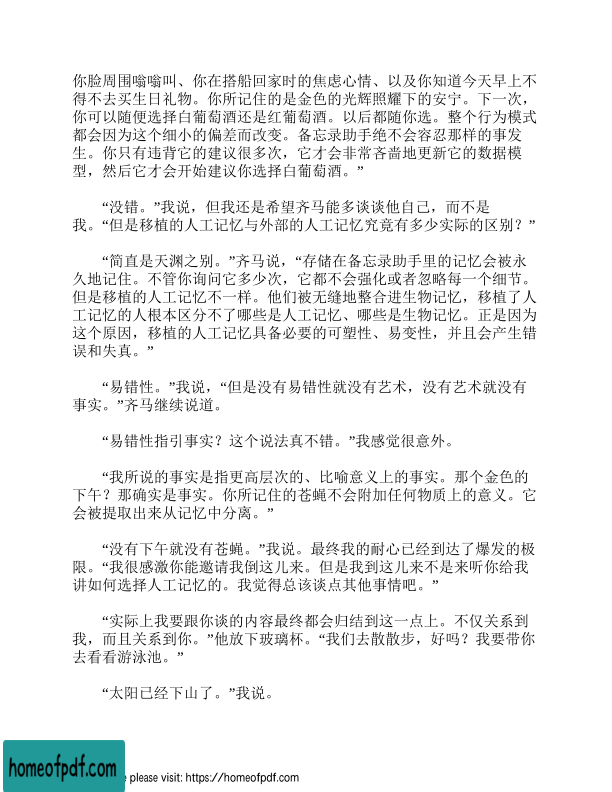 你脸周围嗡嗡叫、你在搭船回家时的焦虑心情、以及你知道今天早上不
得不去买生日礼物。你所记住的是金色的光辉照耀下的安宁。下一次，
你可以随便选择白葡萄酒还是红葡萄酒。以后都随你选。整个行为模式
都会因为这个细小的偏差而改变。备忘录助手绝不会容忍那样的事发
生。你只有违背它的建议很多次，它才会非常吝啬地更新它的数据模
型，然后它才会开始建议你选择白葡萄酒。”
“没错。”我说，但我还是希望齐马能多谈谈他自己，而不是
我。“但是移植的人工记忆与外部的人工记忆究竟有多少实际的区别？”
“简直是天渊之别。”齐马说，“存储在备忘录助手里的记忆会被永
久地记住。不管你询问它多少次，它都不会强化或者忽略每一个细节。
但是移植的人工记忆不一样。他们被无缝地整合进生物记忆，移植了人
工记忆的人根本区分不了哪些是人工记忆、哪些是生物记忆。正是因为
这个原因，移植的人工记忆具备必要的可塑性、易变性，并且会产生错
误和失真。”
“易错性。”我说，“但是没有易错性就没有艺术，没有艺术就没有
事实。”齐马继续说道。
“易错性指引事实？这个说法真不错。”我感觉很意外。
“我所说的事实是指更高层次的、比喻意义上的事实。那个金色的
下午？那确实是事实。你所记住的苍蝇不会附加任何物质上的意义。它
会被提取出来从记忆中分离。”
“没有下午就没有苍蝇。”我说。最终我的耐心已经到达了爆发的极
限。“我很感激你能邀请我倒这儿来。但是我到这儿来不是来听你给我
讲如何选择人工记忆的。我觉得总该谈点其他事情吧。”
“实际上我要跟你谈的内容最终都会归结到这一点上。不仅关系到
我，而且关系到你。”他放下玻璃杯。“我们去散散步，好吗？我要带你
去看看游泳池。”
“太阳已经下山了。”我说。
homeofpdf.com
e please visit: https://homeofpdf.com